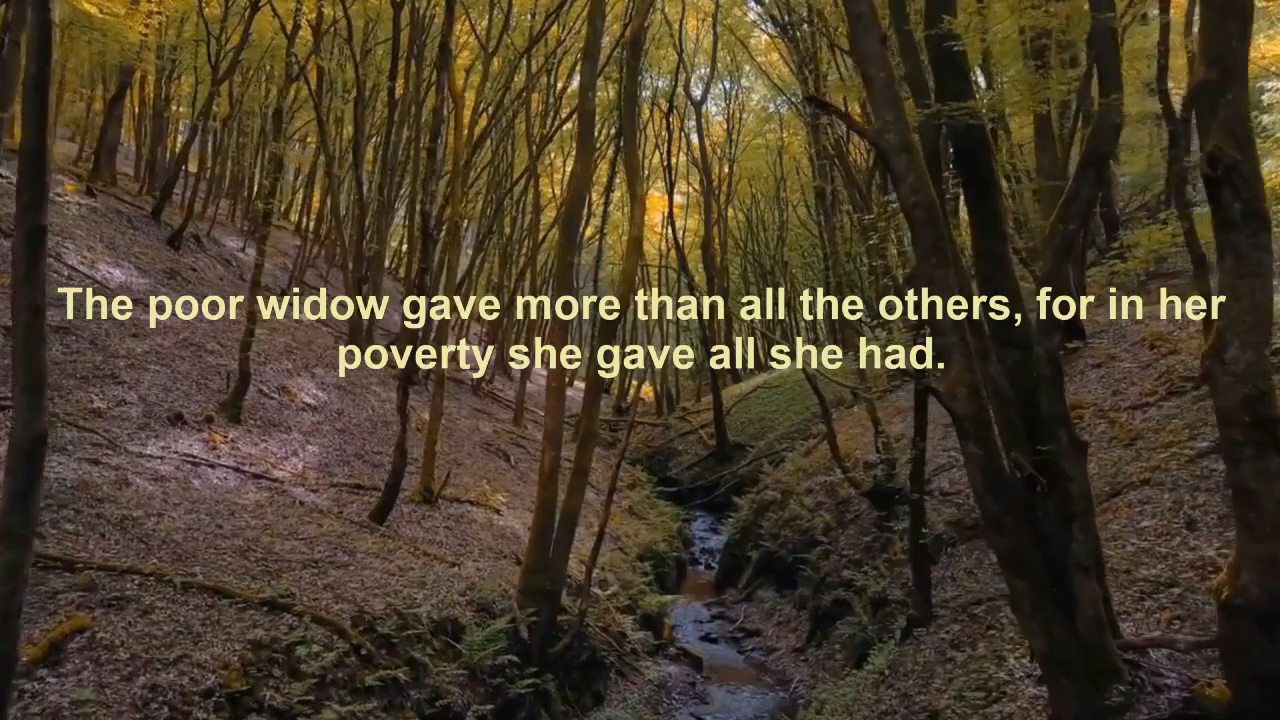 The poor widow gave more than all the others, for in her
poverty she gave all she had.